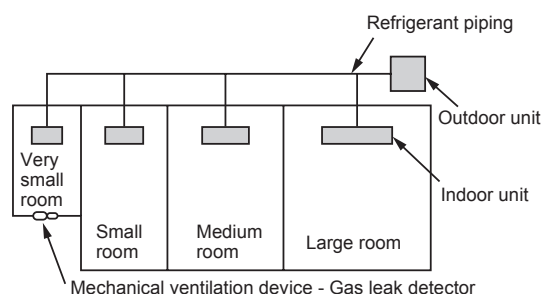 Refrigerant piping
Outdoor unit
Indoor unit
Very
small
room
Small
room
Medium
room
Large room
Mechanical ventilation device - Gas leak detector